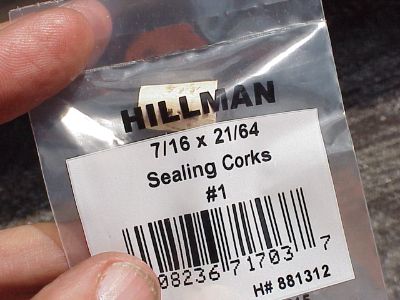 HILLMAN
7/16 x 21/64
Sealing Corks
#1
08236 71703 7
H# 881312